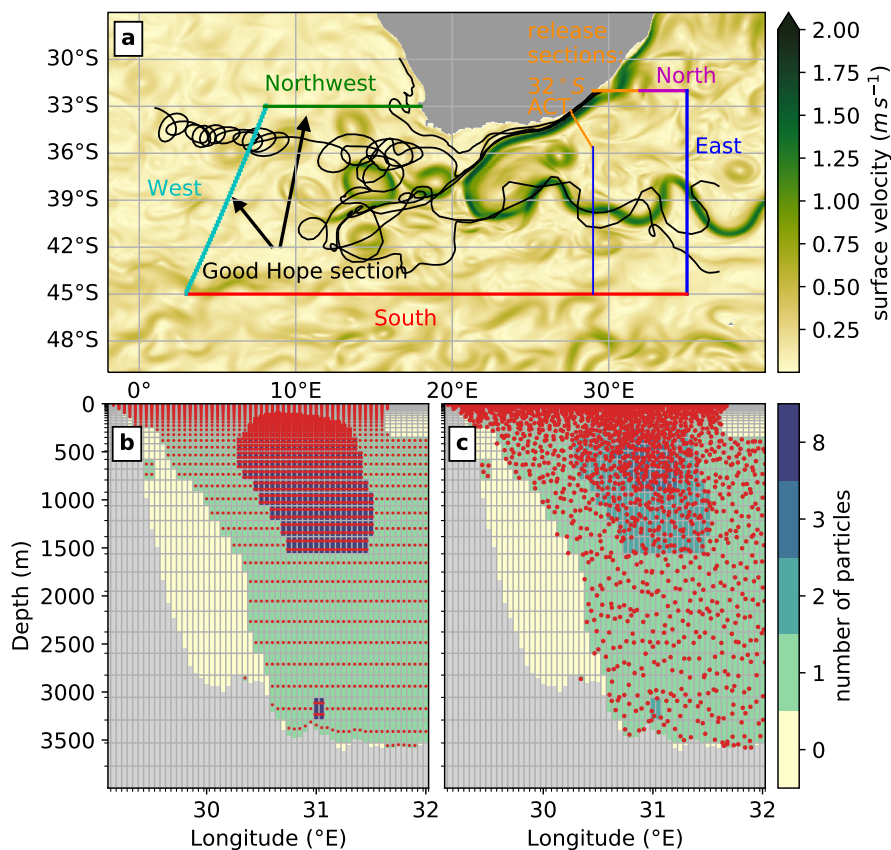 a
30°S
33°S
36°S
39°S
42°S
45°S
48°S
0°
10°E
20°E
30°E
release
sections:
32°S
ACT
North
Northwest
East
West
Good Hope section
South
2.00
1.75
1.50
1.25
1.00
0.75
0.50
0.25
surface velocity (m s⁻¹)
b
c
0
500
1000
1500
2000
2500
3000
3500
Depth (m)
30
31
32
Longitude (°E)
30
31
32
Longitude (°E)
8
3
2
1
0
number of particles